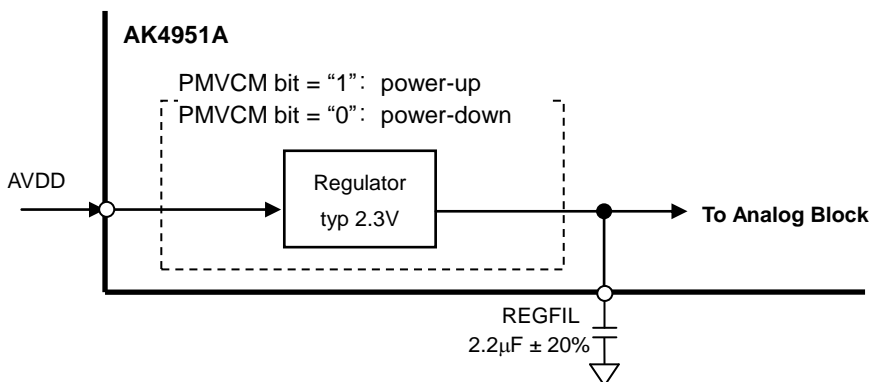 AK4951A
PMVCM bit = “1”: power-up
PMVCM bit = “0”: power-down
AVDD
Regulator
typ 2.3V
To Analog Block
REGFIL
2.2μF ± 20%